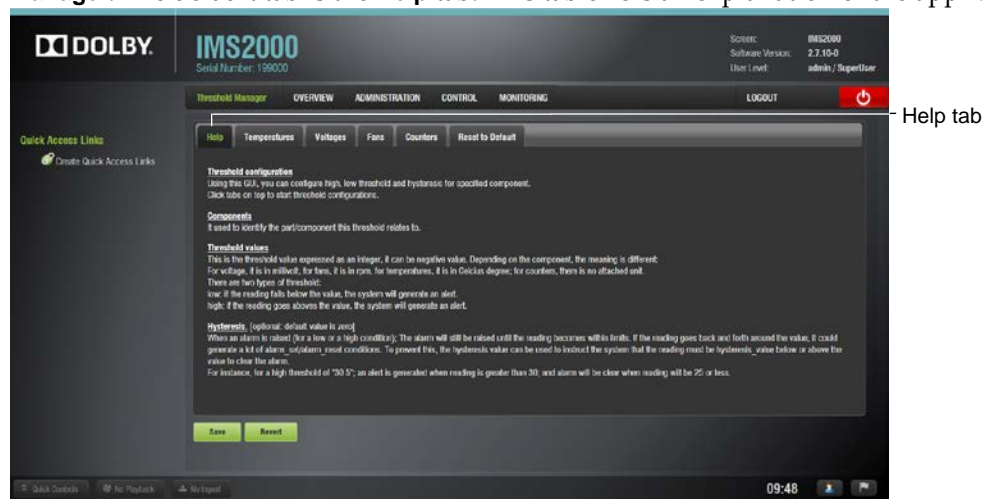 DOLBY
IMS2000
Serial Number: 199000
Screen: IMS2000
Software Version: 2.7.10-0
User Level: admin / SuperUser
Threshold Manager OVERVIEW ADMINISTRATION CONTROL MONITORING LOGOUT
Help tab
Quick Access Links
Create Quick Access Links
Help Temperatures Voltages Fans Counters Reset to Default
Threshold configuration
Using this GUI, you can configure high, low threshold and hysteresis for specified component.
Click tabs on top to start threshold configurations.
Components
It used to identify the part/component this threshold relates to.
Threshold values
This is the threshold value expressed as an integer, it can be negative value. Depending on the component, the meaning is different:
For voltage, it is in millivolt, for fans, it is in rpm, for temperatures, it is in Celcius degree; for counters, there is no attached unit.
There are two types of threshold:
low: if the reading falls below the value, the system will generate an alert.
high: if the reading goes aboves the value, the system will generate an alert.
Hysteresis. [optional: default value is zero]
When an alarm is raised (for a low or a high condition); The alarm will still be raised until the reading becomes within limits. If the reading goes back and forth around the value, it could
generate a lot of alarm_set/alarm_reset conditions. To prevent this, the hysteresis value can be used to instruct the system that the reading must be hysteresis_value below or above the
value to clear the alarm.
For instance, for a high threshold of "30 5"; an alert is generated when reading is greater than 30; and alarm will be clear when reading will be 25 or less.
Save Revert
Quick Controls No Playback No Ingest 09:48